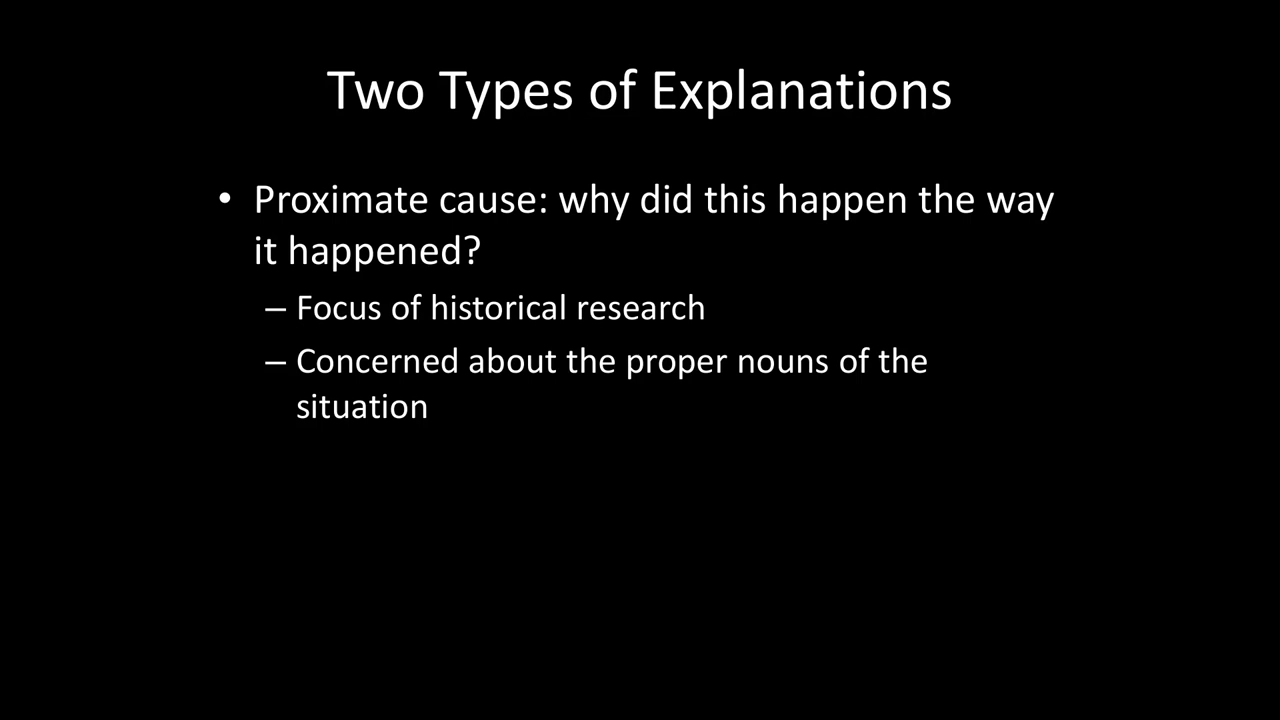 Two Types of Explanations
• Proximate cause: why did this happen the way
it happened?
– Focus of historical research
– Concerned about the proper nouns of the
situation